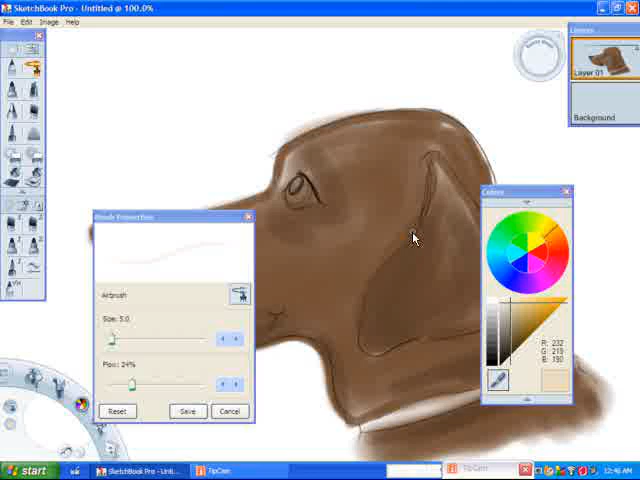 SketchBook Pro - Untitled @ 100.0%
File Edit Image Help
Layers
Layer 01
Background
Brush Properties
Airbrush
Size: 5.0
Flow: 24%
Reset Save Cancel
Colors
R: 232
G: 219
B: 190
start
SketchBook Pro - Unti...
TipCam
TipCam
12:46 AM